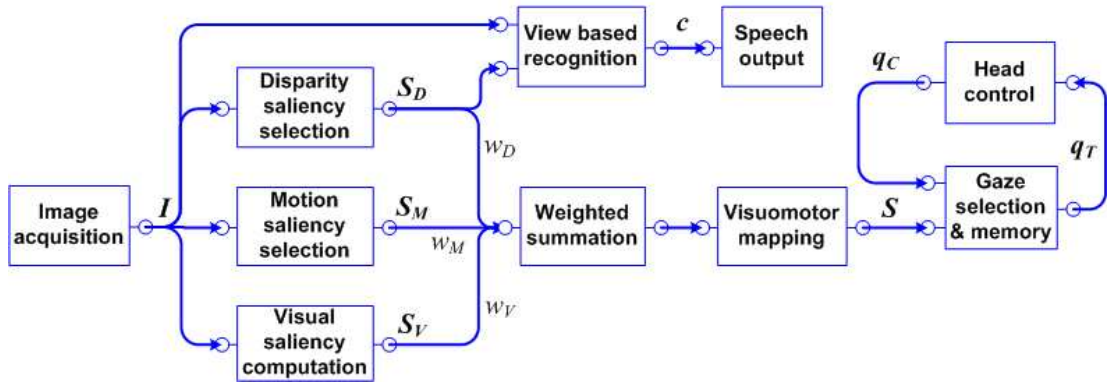 View based
recognition
c
Speech
output
Disparity
saliency
selection
S_D
w_D
q_C
Head
control
q_T
Image
acquisition
I
Motion
saliency
selection
S_M
w_M
Weighted
summation
Visuomotor
mapping
S
Gaze
selection
& memory
Visual
saliency
computation
S_V
w_V